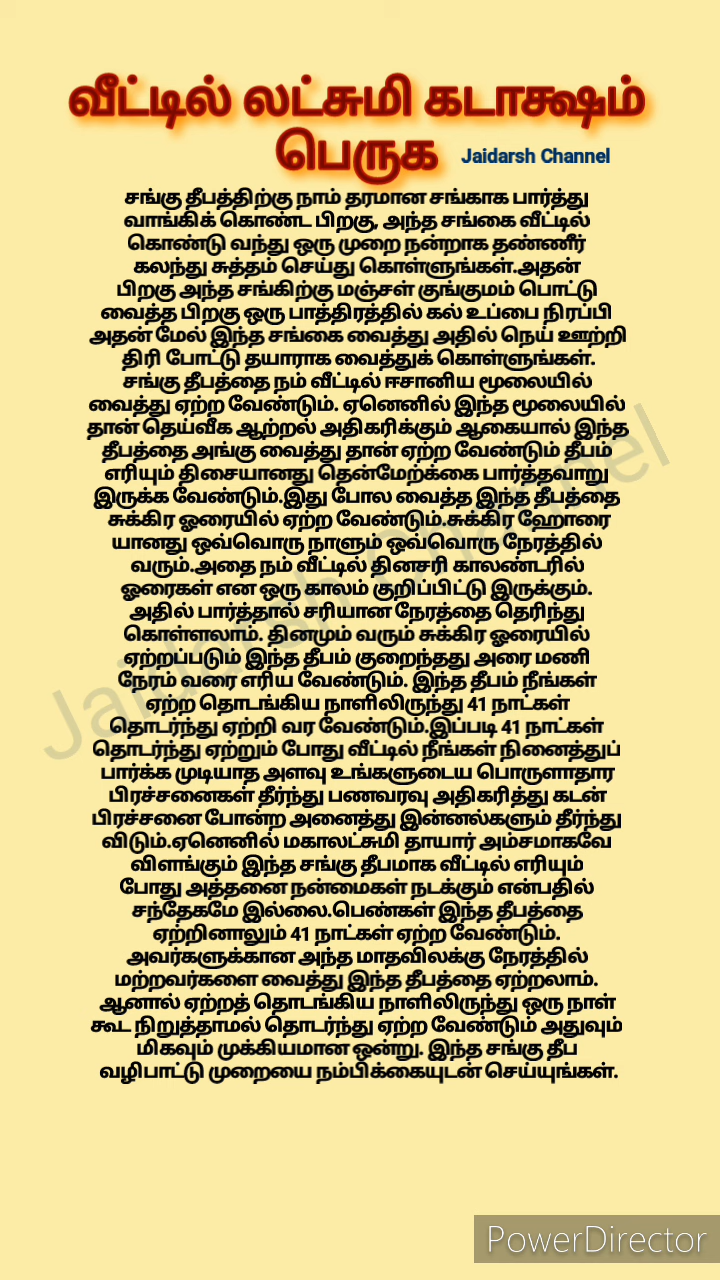 வீட்டில் லட்சுமி கடாக்ஷம்
பெருக Jaidarsh Channel
சங்கு தீபத்திற்கு நாம் தரமான சங்காக பார்த்து
வாங்கிக் கொண்ட பிறகு, அந்த சங்கை வீட்டில்
கொண்டு வந்து ஒரு முறை நன்றாக தண்ணீர்
கலந்து சுத்தம் செய்து கொள்ளுங்கள்.அதன்
பிறகு அந்த சங்கிற்கு மஞ்சள் குங்குமம் பொட்டு
வைத்த பிறகு ஒரு பாத்திரத்தில் கல் உப்பை நிரப்பி
அதன் மேல் இந்த சங்கை வைத்து அதில் நெய் ஊற்றி
திரி போட்டு தயாராக வைத்துக் கொள்ளுங்கள்.
சங்கு தீபத்தை நம் வீட்டில் ஈசானிய மூலையில்
வைத்து ஏற்ற வேண்டும். ஏனெனில் இந்த மூலையில்
தான் தெய்வீக ஆற்றல் அதிகரிக்கும் ஆகையால் இந்த
தீபத்தை அங்கு வைத்து தான் ஏற்ற வேண்டும் தீபம்
எரியும் திசையானது தென்மேற்க்கை பார்த்தவாறு
இருக்க வேண்டும்.இது போல வைத்த இந்த தீபத்தை
சுக்கிர ஓரையில் ஏற்ற வேண்டும்.சுக்கிர ஹோரை
யானது ஒவ்வொரு நாளும் ஒவ்வொரு நேரத்தில்
வரும்.அதை நம் வீட்டில் தினசரி காலண்டரில்
ஓரைகள் என ஒரு காலம் குறிப்பிட்டு இருக்கும்.
அதில் பார்த்தால் சரியான நேரத்தை தெரிந்து
கொள்ளலாம். தினமும் வரும் சுக்கிர ஓரையில்
ஏற்றப்படும் இந்த தீபம் குறைந்தது அரை மணி
நேரம் வரை எரிய வேண்டும். இந்த தீபம் நீங்கள்
ஏற்ற தொடங்கிய நாளிலிருந்து 41 நாட்கள்
தொடர்ந்து ஏற்றி வர வேண்டும்.இப்படி 41 நாட்கள்
தொடர்ந்து ஏற்றும் போது வீட்டில் நீங்கள் நினைத்துப்
பார்க்க முடியாத அளவு உங்களுடைய பொருளாதார
பிரச்சனைகள் தீர்ந்து பணவரவு அதிகரித்து கடன்
பிரச்சனை போன்ற அனைத்து இன்னல்களும் தீர்ந்து
விடும்.ஏனெனில் மகாலட்சுமி தாயார் அம்சமாகவே
விளங்கும் இந்த சங்கு தீபமாக வீட்டில் எரியும்
போது அத்தனை நன்மைகள் நடக்கும் என்பதில்
சந்தேகமே இல்லை.பெண்கள் இந்த தீபத்தை
ஏற்றினாலும் 41 நாட்கள் ஏற்ற வேண்டும்.
அவர்களுக்கான அந்த மாதவிலக்கு நேரத்தில்
மற்றவர்களை வைத்து இந்த தீபத்தை ஏற்றலாம்.
ஆனால் ஏற்றத் தொடங்கிய நாளிலிருந்து ஒரு நாள்
கூட நிறுத்தாமல் தொடர்ந்து ஏற்ற வேண்டும் அதுவும்
மிகவும் முக்கியமான ஒன்று. இந்த சங்கு தீப
வழிபாட்டு முறையை நம்பிக்கையுடன் செய்யுங்கள்.
Jaidarsh Channel
PowerDirector